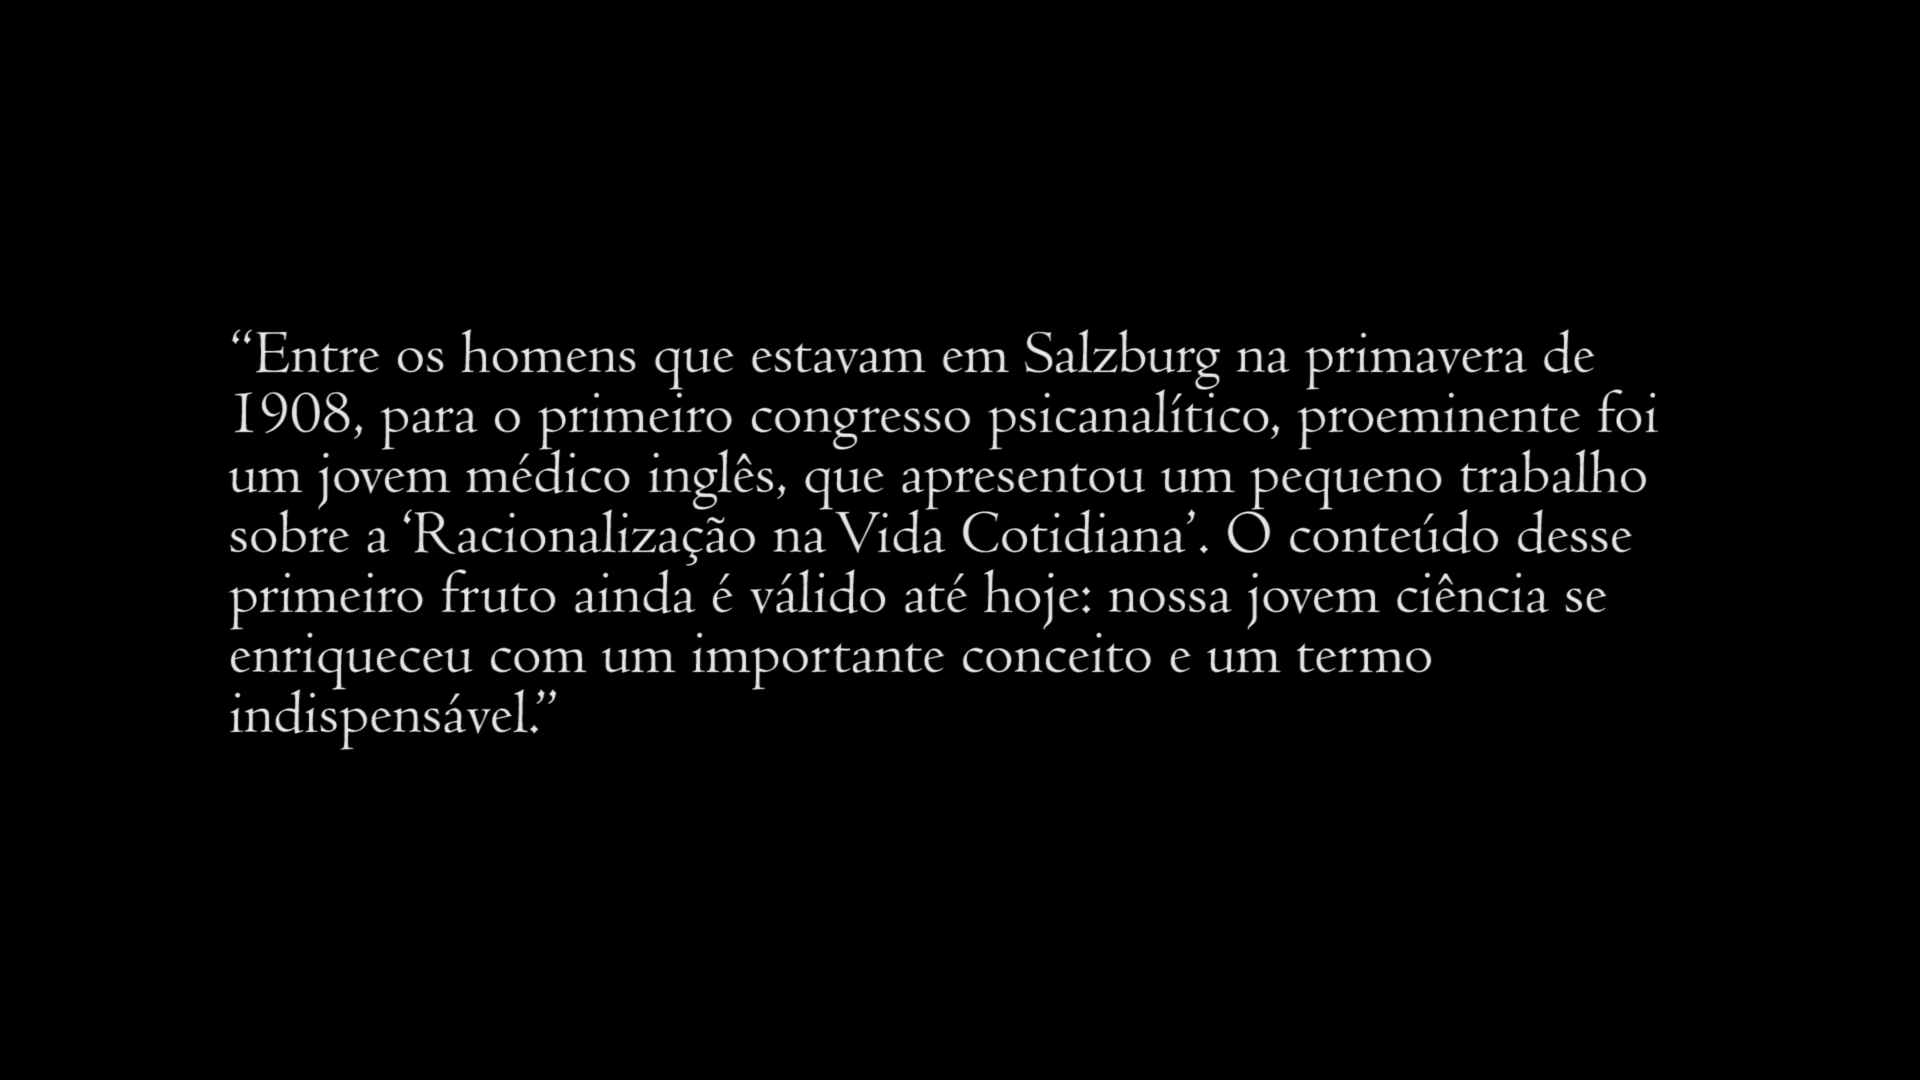 “Entre os homens que estavam em Salzburg na primavera de
1908, para o primeiro congresso psicanalítico, proeminente foi
um jovem médico inglês, que apresentou um pequeno trabalho
sobre a ‘Racionalização na Vida Cotidiana’. O conteúdo desse
primeiro fruto ainda é válido até hoje: nossa jovem ciência se
enriqueceu com um importante conceito e um termo
indispensável.”